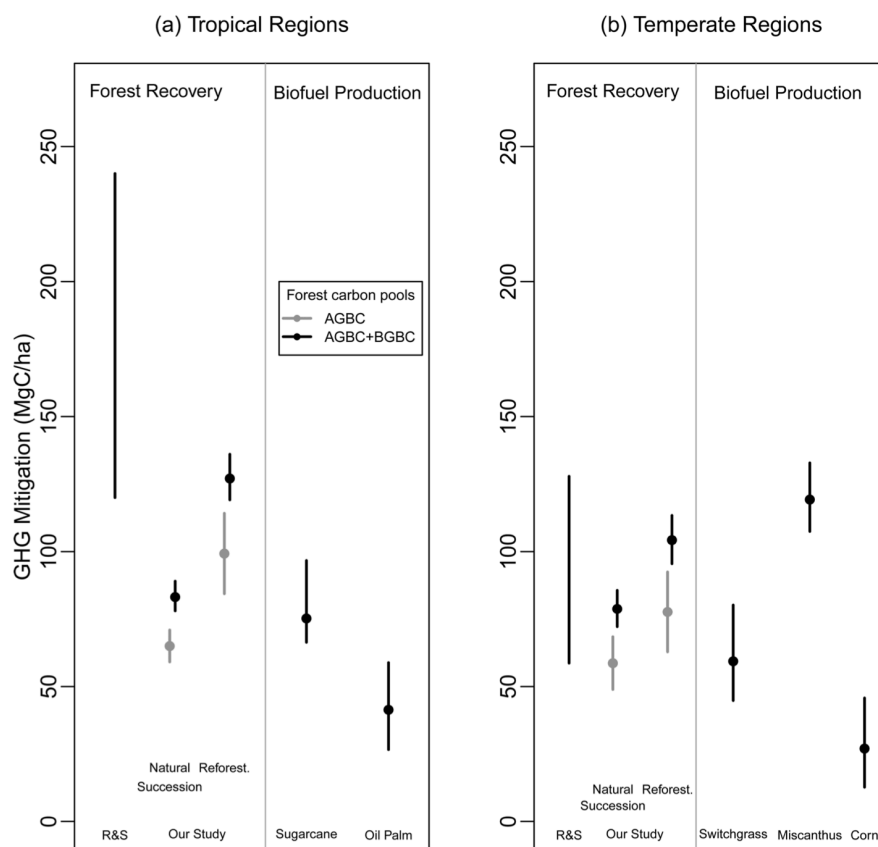 (a) Tropical Regions
(b) Temperate Regions
GHG Mitigation (MgC/ha)
250
200
150
100
50
0
Forest Recovery
Biofuel Production
Forest carbon pools
AGBC
AGBC+BGBC
Natural Reforest.
Succession
R&S Our Study Sugarcane Oil Palm
250
200
150
100
50
0
Forest Recovery
Biofuel Production
Natural Reforest.
Succession
R&S Our Study Switchgrass Miscanthus Corn